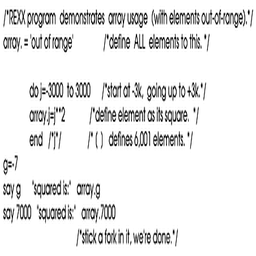 /*REXX program demonstrates array usage (with elements out-of-range).*/
array. = 'out of range' /*define ALL elements to this. */
do j=-3000 to 3000 /*start at -3k, going up to +3k.*/
array.j=j**2 /*define element as its square. */
end /*j*/ /* ( ) defines 6,001 elements. */
g=-7
say g "squared is:" array.g
say 7000 "squared is:" array.7000
/*stick a fork in it, we're done.*/